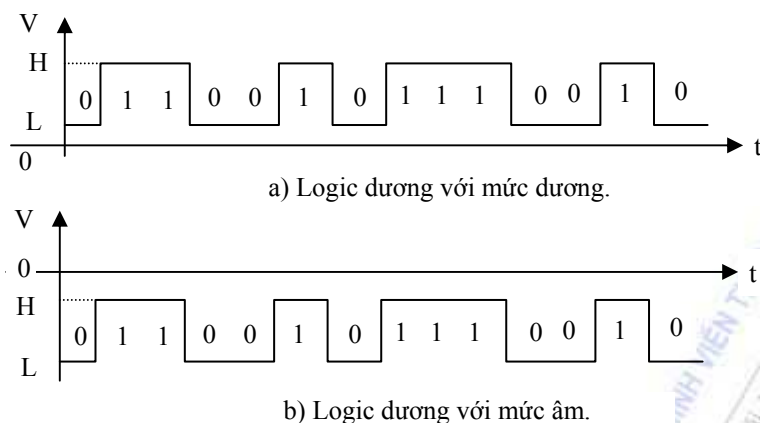 V
H
0 1 1 0 0 1 0 1 1 1 0 0 1 0
L
0
t
a) Logic dương với mức dương.
V
0
t
H
0 1 1 0 0 1 0 1 1 1 0 0 1 0
L
b) Logic dương với mức âm.